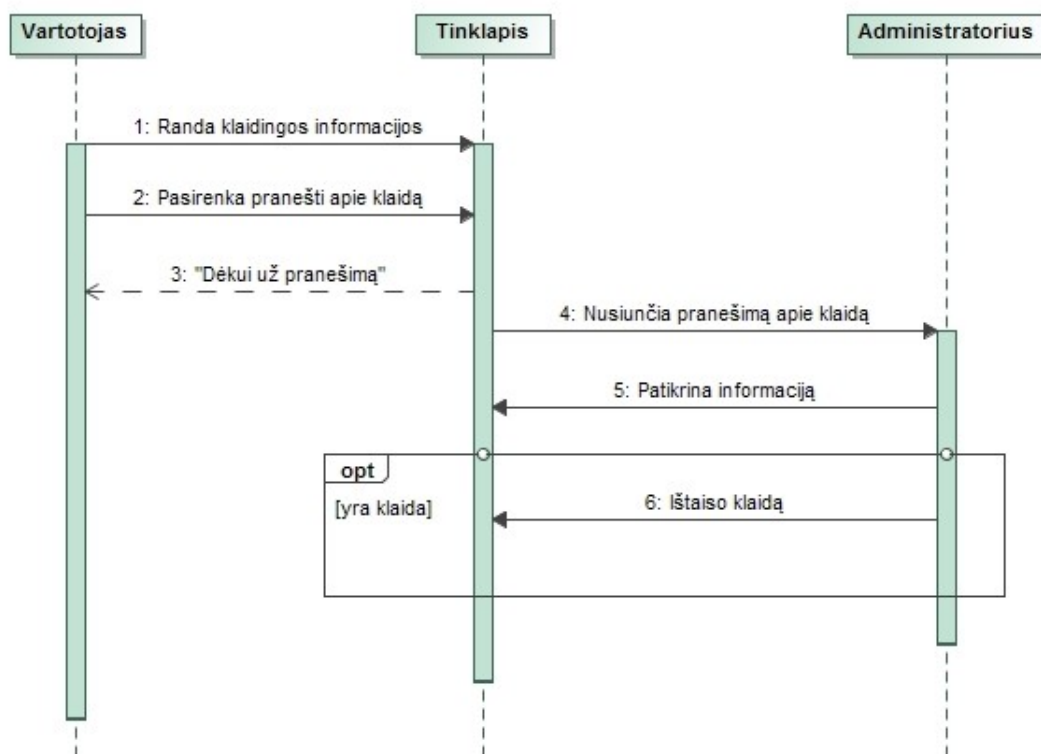 Vartotojas
Tinklapis
Administratorius
1: Randa klaidingos informacijos
2: Pasirenka pranešti apie klaidą
3: "Dėkui už pranešimą"
4: Nusiunčia pranešimą apie klaidą
5: Patikrina informaciją
opt
[yra klaida]
6: Ištaiso klaidą